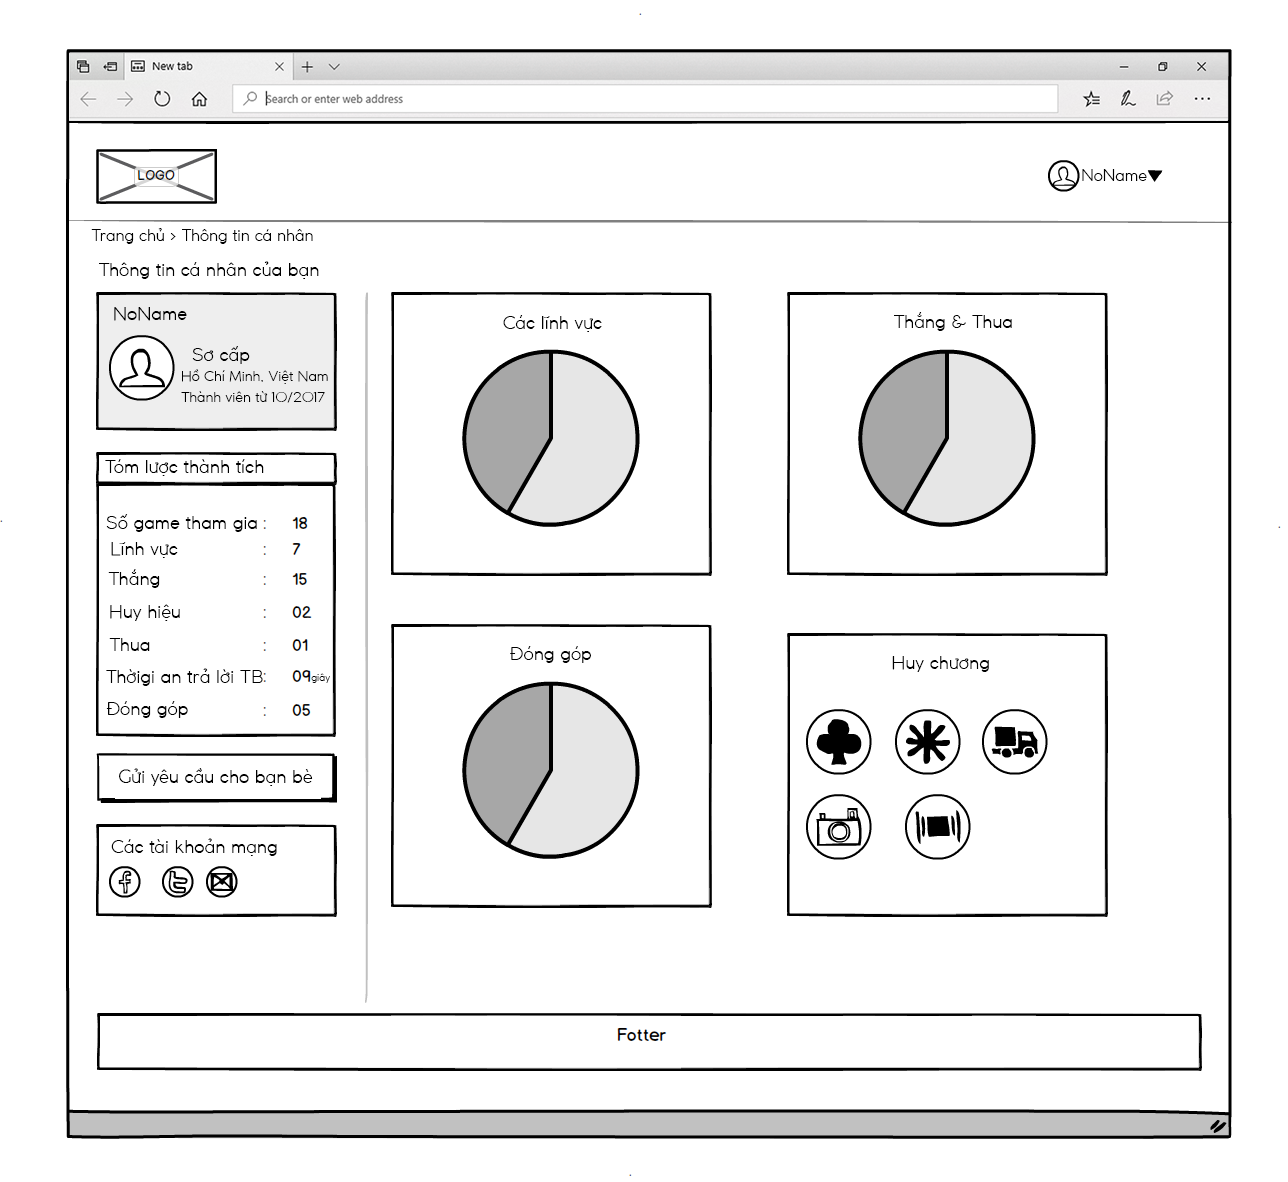 New tab
Search or enter web address
LOGO
NoName
Trang chủ > Thông tin cá nhân
Thông tin cá nhân của bạn
NoName
Sơ cấp
Hồ Chí Minh, Việt Nam
Thành viên từ 10/2017
Tóm lược thành tích
Số game tham gia : 18
Lính vực : 7
Thắng : 15
Huy hiệu : 02
Thua : 01
Thờigi an trả lời TB: 09giây
Đóng góp : 05
Gửi yêu cầu cho bạn bè
Các tài khoản mạng
Các lính vực
Thắng & Thua
Đóng góp
Huy chương
Fotter